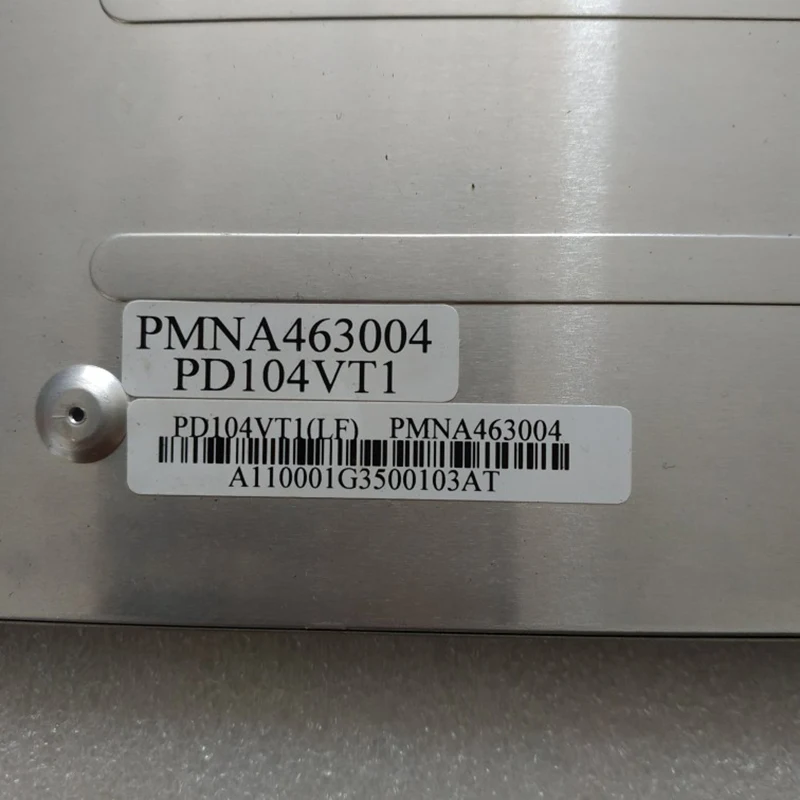 PMNA463004
PD104VT1
PD104VT1(LF) PMNA463004
A110001G3500103AT